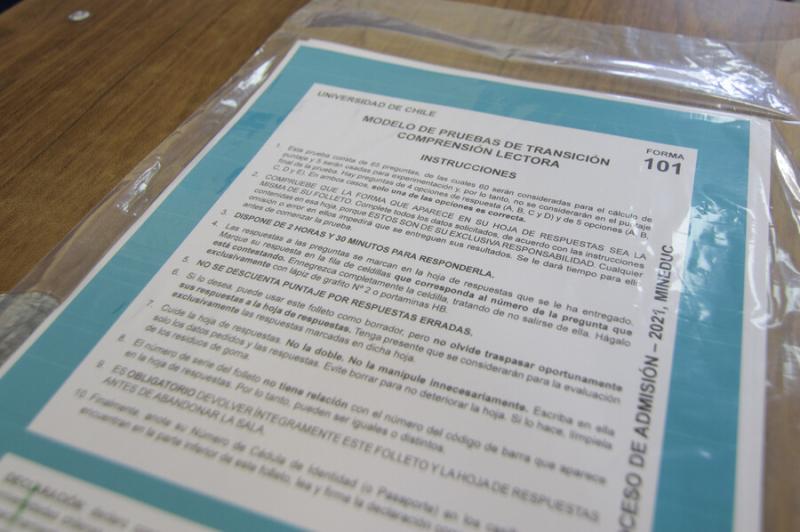 UNIVERSIDAD DE CHILE
MODELO DE PRUEBAS DE TRANSICIÓN
COMPRENSIÓN LECTORA
FORMA
101
INSTRUCCIONES
1. Esta prueba consta de 65 preguntas, de las cuales 60 serán consideradas para el cálculo de
puntaje y 5 serán usadas para experimentación y, por lo tanto, no se considerarán en el puntaje
final de la prueba. Hay preguntas de 4 opciones de respuesta (A, B, C y D) y de 5 opciones (A, B,
C, D y E). En ambos casos, solo una de las opciones es correcta.
2. COMPRUEBE QUE LA FORMA QUE APARECE EN SU HOJA DE RESPUESTAS SEA LA
MISMA DE SU FOLLETO. Complete todos los datos solicitados, de acuerdo con las instrucciones
contenidas en esa hoja, porque ESTOS SON DE SU EXCLUSIVA RESPONSABILIDAD. Cualquier
omisión o error en ellos impedirá que se entreguen sus resultados. Se le dará tiempo para ello
antes de comenzar la prueba.
3. DISPONE DE 2 HORAS Y 30 MINUTOS PARA RESPONDERLA.
4. Las respuestas a las preguntas se marcan en la hoja de respuestas que se le ha entregado.
Marque su respuesta en la fila de celdillas que corresponda al número de la pregunta que
está contestando. Ennegrezca completamente la celdilla, tratando de no salirse de ella. Hágalo
exclusivamente con lápiz de grafito Nº 2 o portaminas HB.
5. NO SE DESCUENTA PUNTAJE POR RESPUESTAS ERRADAS.
6. Si lo desea, puede usar este folleto como borrador, pero no olvide traspasar oportunamente
sus respuestas a la hoja de respuestas. Tenga presente que se considerarán para la evaluación
exclusivamente las respuestas marcadas en dicha hoja.
7. Cuide la hoja de respuestas. No la doble. No la manipule innecesariamente. Escriba en ella
solo los datos pedidos y las respuestas. Evite borrar para no deteriorar la hoja. Si lo hace, límpiela
de los residuos de goma.
8. El número de serie del folleto no tiene relación con el número del código de barra que aparece
en la hoja de respuestas. Por lo tanto, pueden ser iguales o distintos.
9. ES OBLIGATORIO DEVOLVER ÍNTEGRAMENTE ESTE FOLLETO Y LA HOJA DE RESPUESTAS
ANTES DE ABANDONAR LA SALA.
10. Finalmente, anote su Número de Cédula de Identidad (o Pasaporte) en los
encuentran en la parte inferior de este folleto, lea y firme la declaración
CESO DE ADMISIÓN – 2021, MINEDUC
DECLARACIÓN: